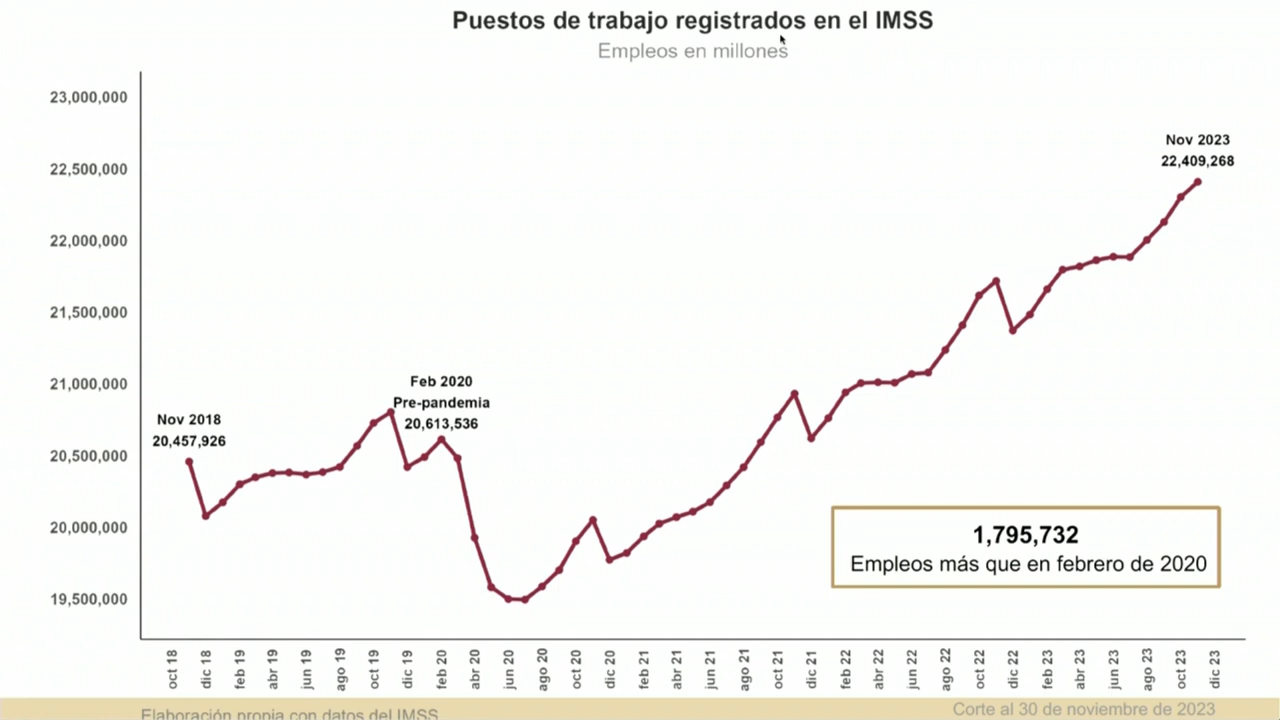 Puestos de trabajo registrados en el IMSS
Empleos en millones
23,000,000
22,500,000
22,000,000
21,500,000
21,000,000
20,500,000
20,000,000
19,500,000
Nov 2018
20,457,926
Feb 2020
Pre-pandemia
20,613,536
Nov 2023
22,409,268
1,795,732
Empleos más que en febrero de 2020
oct 18
dic 18
feb 19
abr 19
jun 19
ago 19
oct 19
dic 19
feb 20
abr 20
jun 20
ago 20
oct 20
dic 20
feb 21
abr 21
jun 21
ago 21
oct 21
dic 21
feb 22
abr 22
jun 22
ago 22
oct 22
dic 22
feb 23
abr 23
jun 23
ago 23
oct 23
dic 23
Elaboración propia con datos del IMSS
Corte al 30 de noviembre de 2023